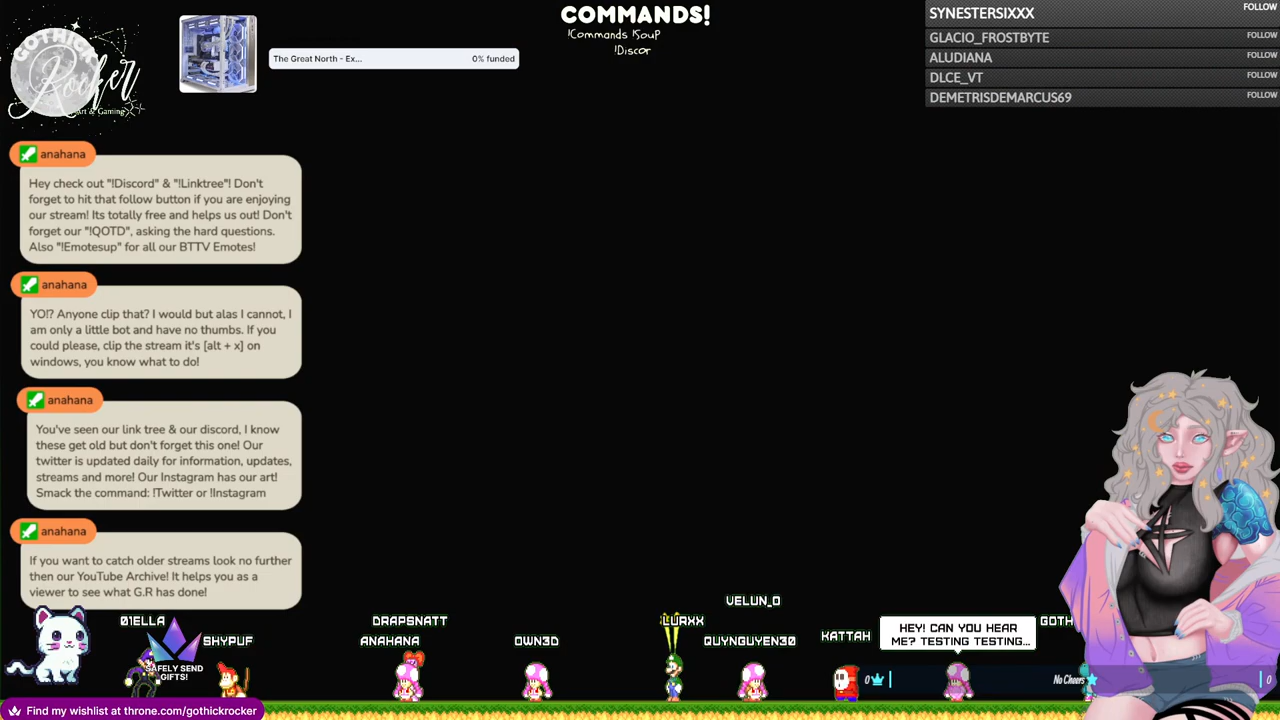 GOTHICK
Rocker
Art & Gaming
The Great North - Ex...
0% funded
COMMANDS!
!Commands !Soup
!Discor
SYNESTERSIXXX FOLLOW
GLACIO_FROSTBYTE FOLLOW
ALUDIANA FOLLOW
DLCE_VT FOLLOW
DEMETRISDEMARCUS69 FOLLOW
anahana
Hey check out "!Discord" & "!Linktree"! Don't
forget to hit that follow button if you are enjoying
our stream! Its totally free and helps us out! Don't
forget our "!QOTD", asking the hard questions.
Also "!Emotesup" for all our BTTV Emotes!
anahana
YO!? Anyone clip that? I would but alas I cannot, I
am only a little bot and have no thumbs. If you
could please, clip the stream it's [alt + x] on
windows, you know what to do!
anahana
You've seen our link tree & our discord, I know
these get old but don't forget this one! Our
twitter is updated daily for information, updates,
streams and more! Our Instagram has our art!
Smack the command: !Twitter or !Instagram
anahana
If you want to catch older streams look no further
then our YouTube Archive! It helps you as a
viewer to see what G.R has done!
01ELLA
SHYPUF
SAFELY SEND
GIFTS!
DRAPSNATT
ANAHANA
OWN3D
LURXX
VELUN_O
QUYNGUYEN30
KATTAH
HEY! CAN YOU HEAR
ME? TESTING TESTING...
GOTH
0
No Cheers
0
Find my wishlist at throne.com/gothickrocker